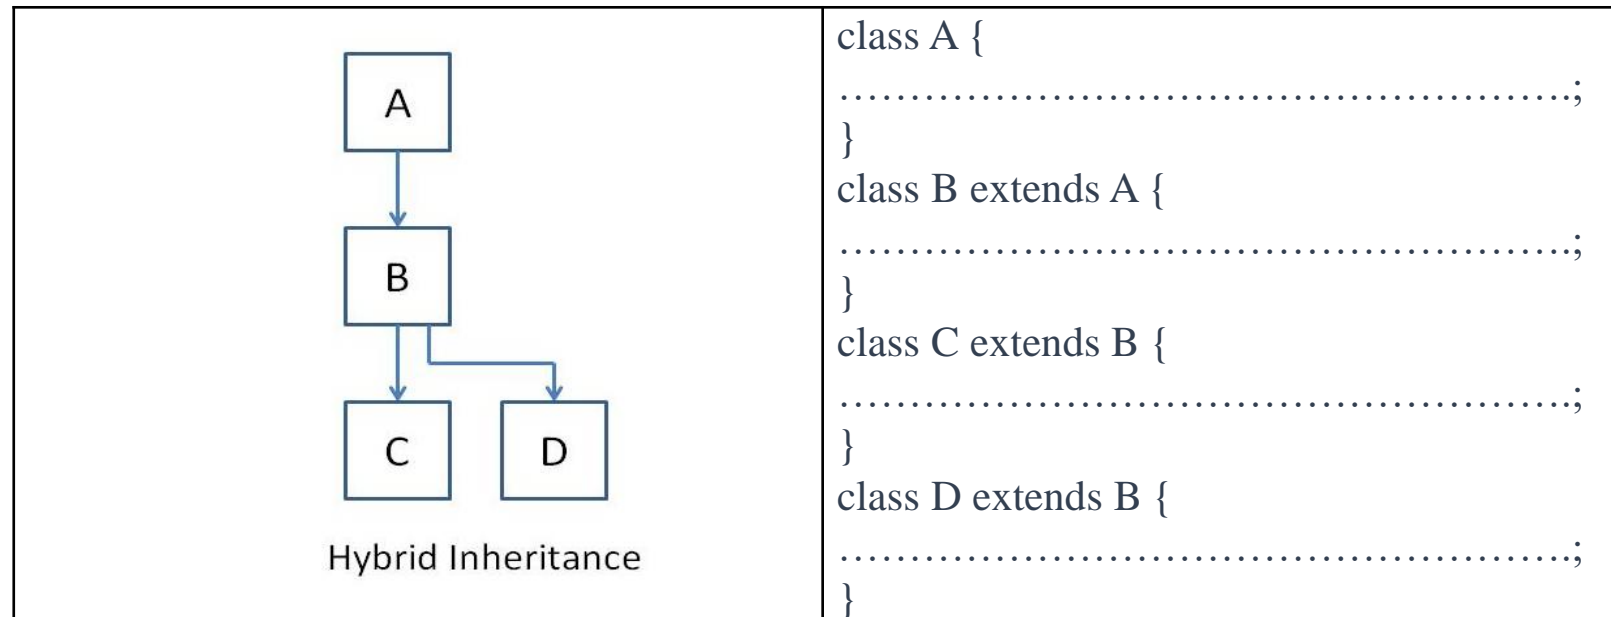 A
B
C
D
Hybrid Inheritance
class A {
………………………………………………….;
}
class B extends A {
………………………………………………….;
}
class C extends B {
………………………………………………….;
}
class D extends B {
………………………………………………….;
}